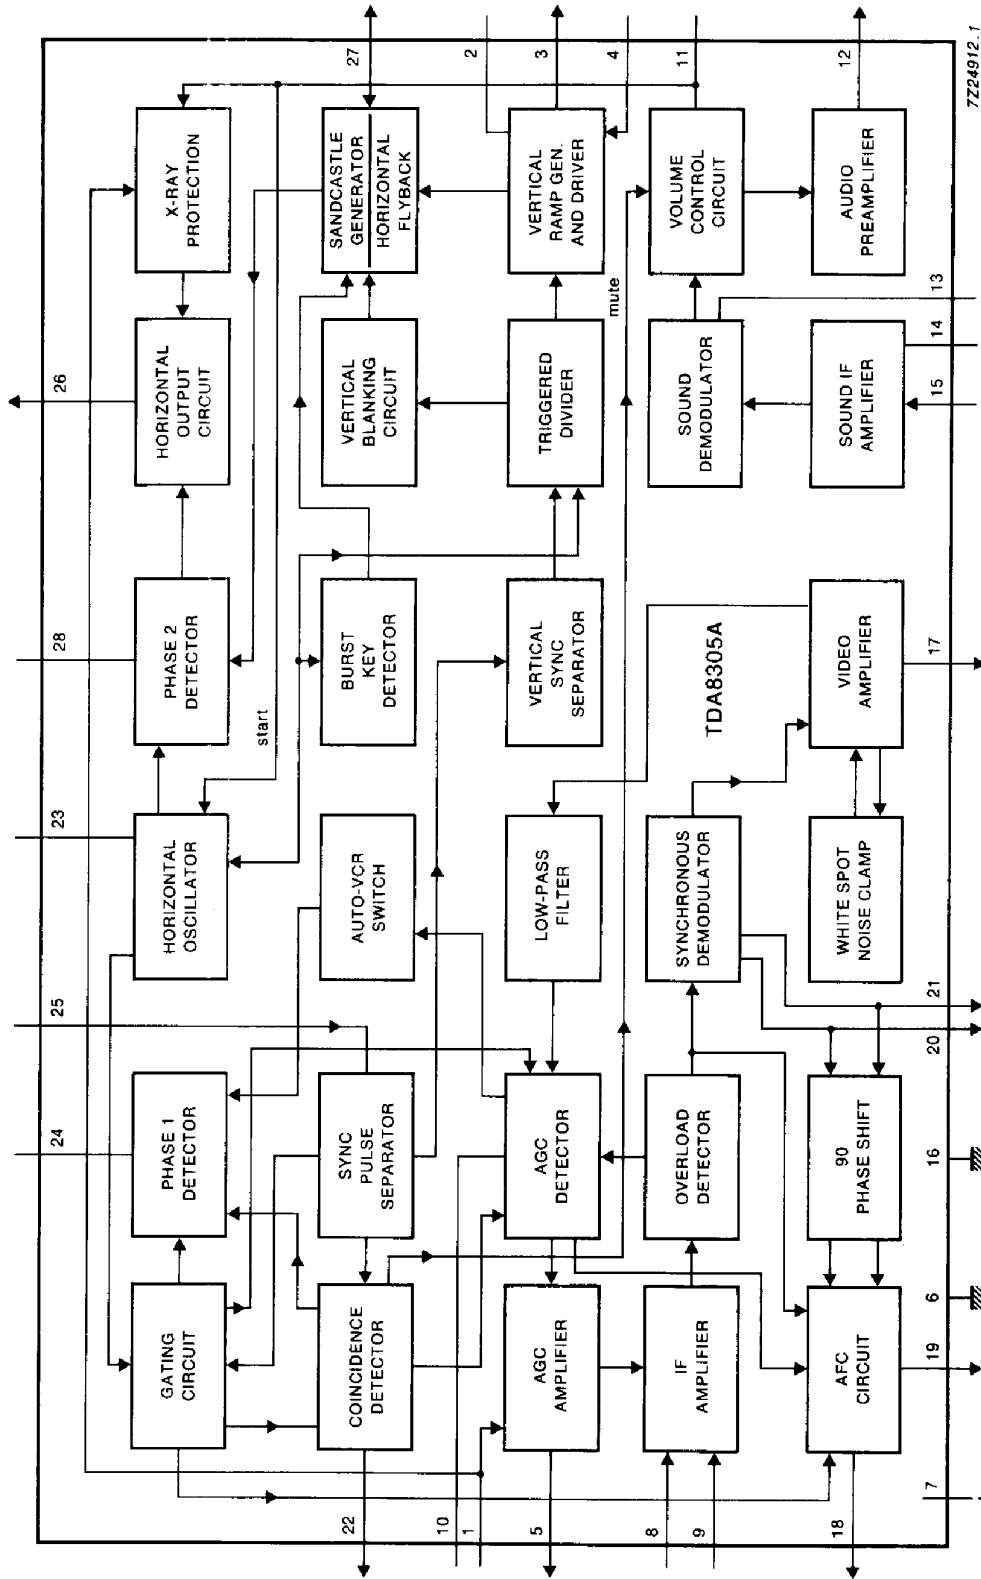 24
25
23
28
26
GATING
CIRCUIT
PHASE 1
DETECTOR
HORIZONTAL
OSCILLATOR
PHASE 2
DETECTOR
HORIZONTAL
OUTPUT
CIRCUIT
X-RAY
PROTECTION
start
22
COINCIDENCE
DETECTOR
SYNC
PULSE
SEPARATOR
AUTO-VCR
SWITCH
BURST
KEY
DETECTOR
VERTICAL
BLANKING
CIRCUIT
SANDCASTLE
GENERATOR
HORIZONTAL
FLYBACK
27
10
1
2
5
AGC
AMPLIFIER
AGC
DETECTOR
LOW-PASS
FILTER
VERTICAL
SYNC
SEPARATOR
TRIGGERED
DIVIDER
VERTICAL
RAMP GEN.
AND DRIVER
3
4
mute
8
9
IF
AMPLIFIER
OVERLOAD
DETECTOR
SYNCHRONOUS
DEMODULATOR
TDA8305A
SOUND
DEMODULATOR
VOLUME
CONTROL
CIRCUIT
11
18
AFC
CIRCUIT
90
PHASE SHIFT
WHITE SPOT
NOISE CLAMP
VIDEO
AMPLIFIER
SOUND IF
AMPLIFIER
AUDIO
PREAMPLIFIER
12
7
19
6
16
20
21
17
15
14
13
7Z24912.1